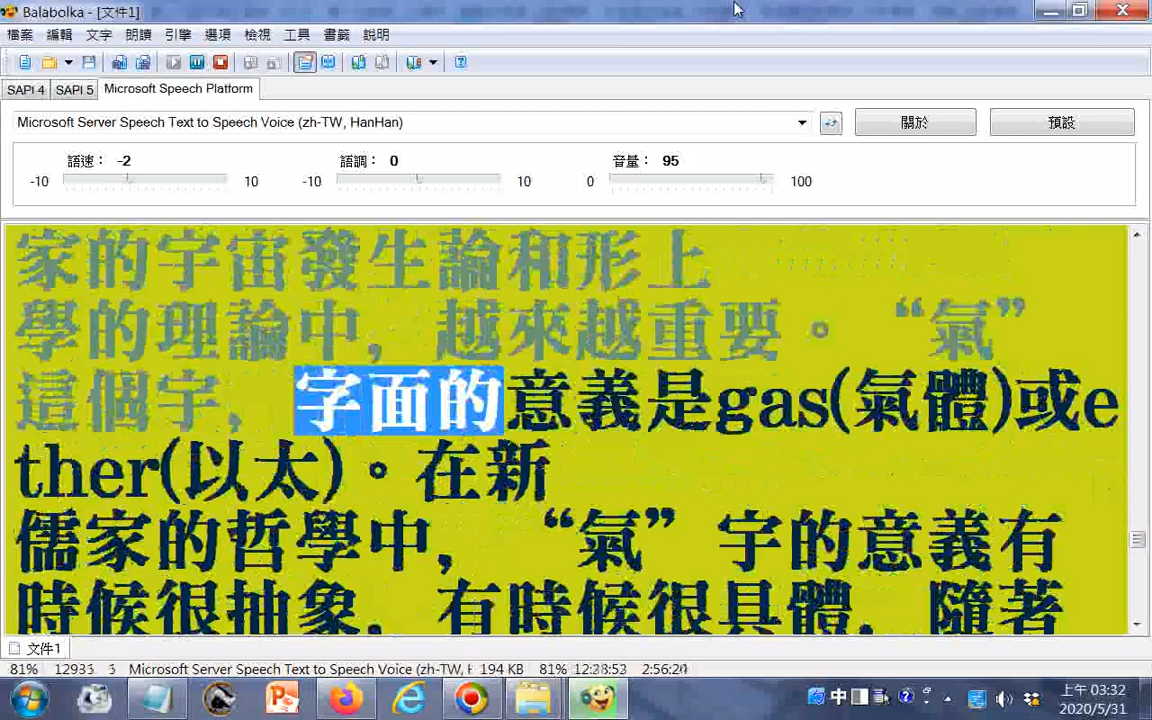 Balabolka - [文件1]
檔案 編輯 文字 朗讀 引擎 選項 檢視 工具 書籤 說明
SAPI 4 SAPI 5 Microsoft Speech Platform
Microsoft Server Speech Text to Speech Voice (zh-TW, HanHan) 關於 預設
語速： -2 語調： 0 音量： 95
-10 10 -10 10 0 100
家的宇宙發生論和形上
學的理論中，越來越重要。“氣”
這個字，字面的意義是gas(氣體)或e
ther(以太)。在新
儒家的哲學中，“氣”字的意義有
時候很抽象，有時候很具體，隨著
文件1
81% Microsoft Server Speech Text to Speech Voice (zh-TW, H 194 KB 81% 12:28:53 2:56:20
中 上午 03:32
2020/5/31